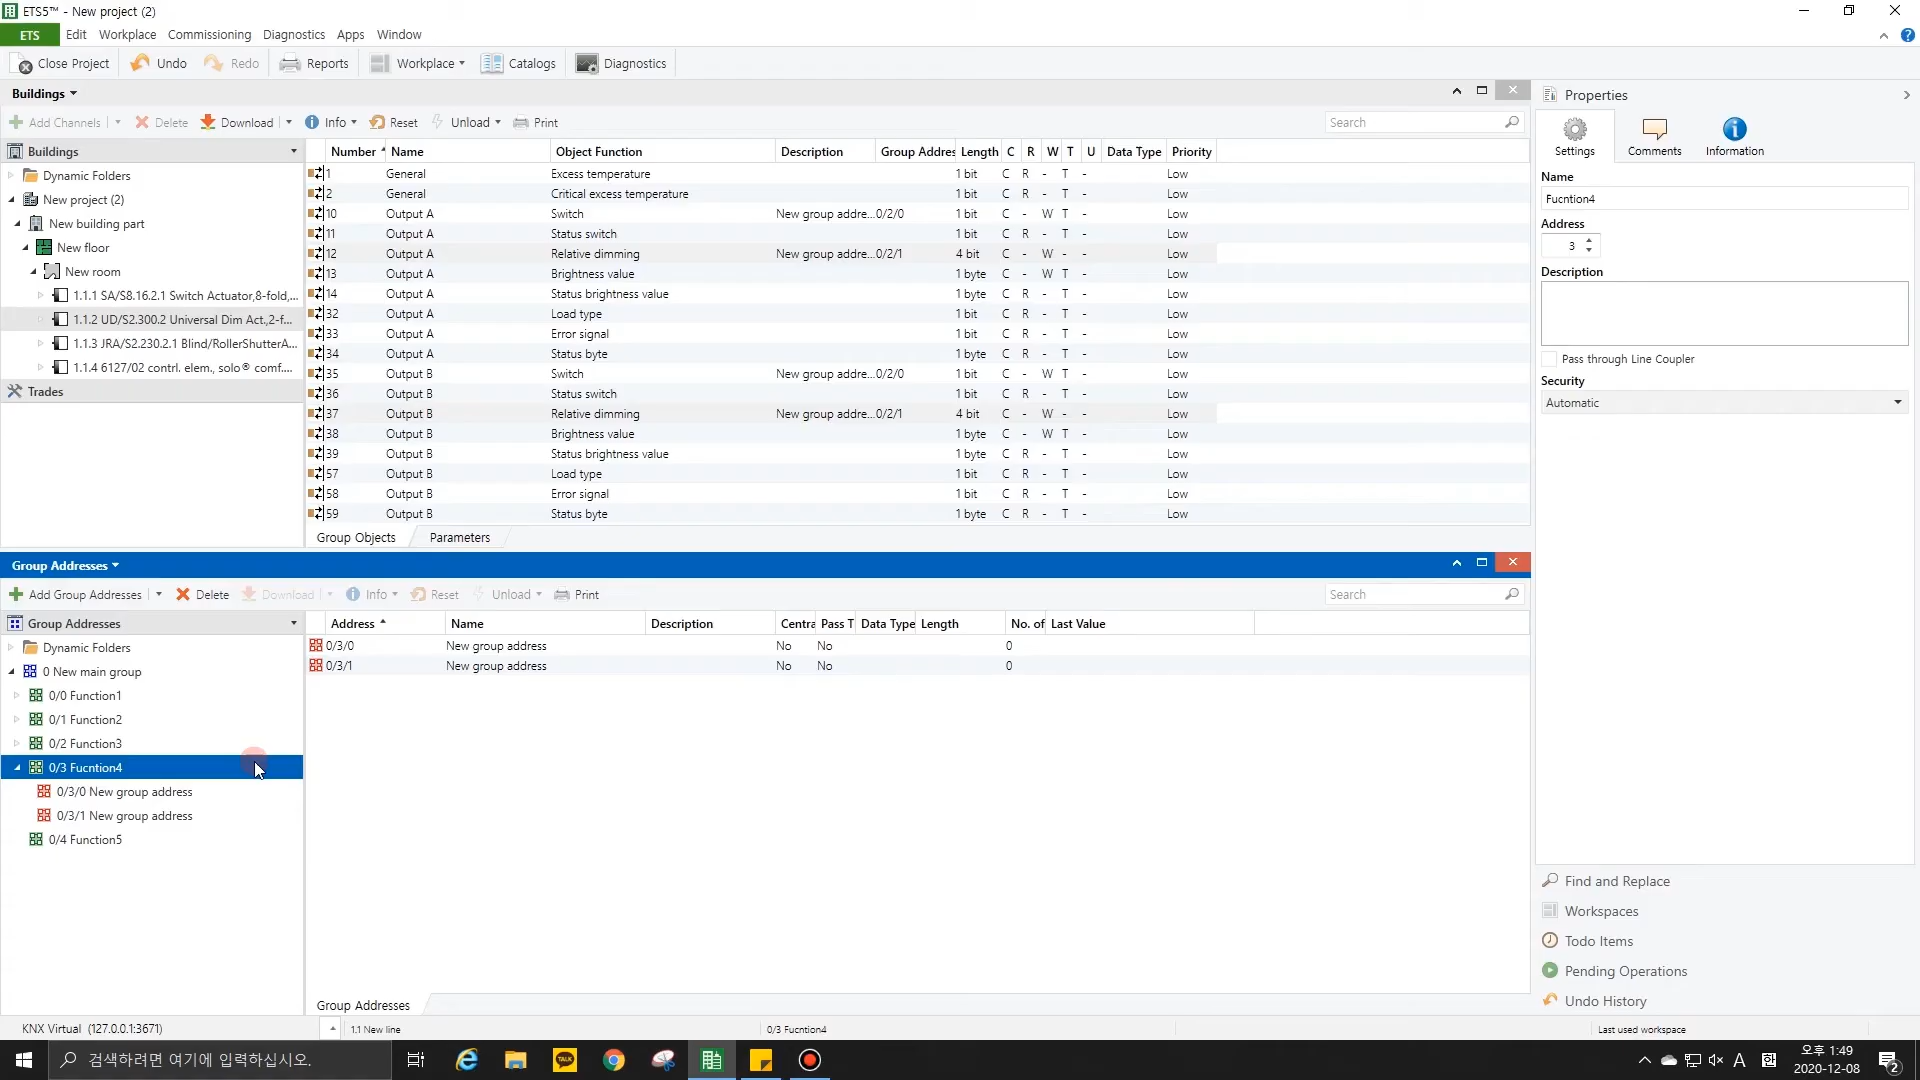 ETS5™ - New project (2)
ETS Edit Workplace Commissioning Diagnostics Apps Window
Close Project Undo Redo Reports Workplace Catalogs Diagnostics
Buildings
Add Channels Delete Download Info Reset Unload Print Search
Buildings
Dynamic Folders
New project (2)
New building part
New floor
New room
1.1.1 SA/S8.16.2.1 Switch Actuator,8-fold,...
1.1.2 UD/S2.300.2 Universal Dim Act.,2-f...
1.1.3 JRA/S2.230.2.1 Blind/RollerShutterA...
1.1.4 6127/02 contrl. elem., solo® comf....
Trades
Number Name Object Function Description Group Addres Length C R W T U Data Type Priority
1 General Excess temperature 1 bit C R - T - Low
2 General Critical excess temperature 1 bit C R - T - Low
10 Output A Switch New group addre... 0/2/0 1 bit C - W T - Low
11 Output A Status switch 1 bit C R - T - Low
12 Output A Relative dimming New group addre... 0/2/1 4 bit C - W - - Low
13 Output A Brightness value 1 byte C - W T - Low
14 Output A Status brightness value 1 byte C R - T - Low
32 Output A Load type 1 bit C R - T - Low
33 Output A Error signal 1 bit C R - T - Low
34 Output A Status byte 1 byte C R - T - Low
35 Output B Switch New group addre... 0/2/0 1 bit C - W T - Low
36 Output B Status switch 1 bit C R - T - Low
37 Output B Relative dimming New group addre... 0/2/1 4 bit C - W - - Low
38 Output B Brightness value 1 byte C - W T - Low
39 Output B Status brightness value 1 byte C R - T - Low
57 Output B Load type 1 bit C R - T - Low
58 Output B Error signal 1 bit C R - T - Low
59 Output B Status byte 1 byte C R - T - Low
Group Objects Parameters
Group Addresses
Add Group Addresses Delete Download Info Reset Unload Print Search
Group Addresses
Dynamic Folders
0 New main group
0/0 Function1
0/1 Function2
0/2 Function3
0/3 Fucntion4
0/3/0 New group address
0/3/1 New group address
0/4 Function5
Address Name Description Centra Pass T Data Type Length No. of Last Value
0/3/0 New group address No No 0
0/3/1 New group address No No 0
Group Addresses
Properties
Settings Comments Information
Name
Fucntion4
Address
3
Description
Pass through Line Coupler
Security
Automatic
Find and Replace
Workspaces
Todo Items
Pending Operations
Undo History
KNX Virtual (127.0.0.1:3671) 1.1 New line 0/3 Fucntion4 Last used workspace
검색하려면 여기에 입력하십시오.
TALK
A
오후 1:49
2020-12-08
2